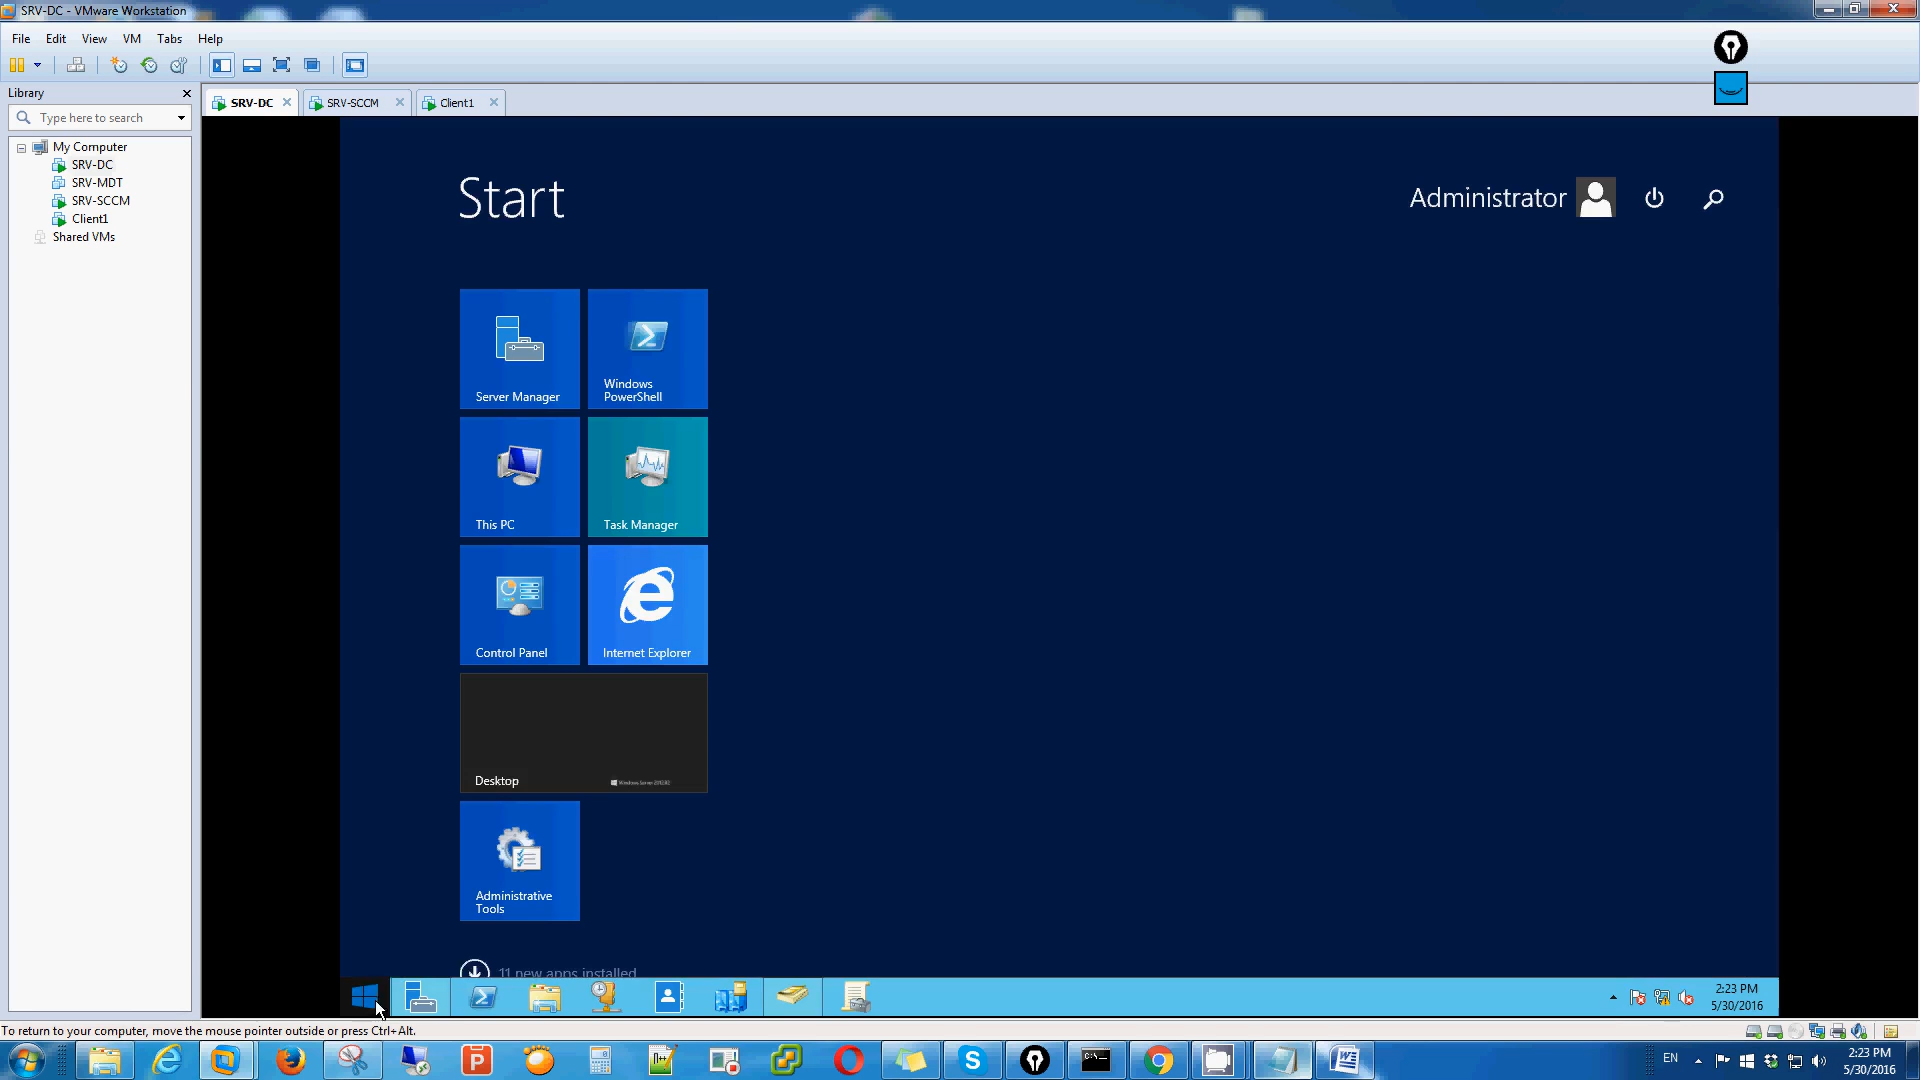 SRV-DC - VMware Workstation
File Edit View VM Tabs Help
Library
Type here to search
My Computer
SRV-DC
SRV-MDT
SRV-SCCM
Client1
Shared VMs
SRV-DC SRV-SCCM Client1
Start
Administrator
Server Manager
Windows
PowerShell
This PC
Task Manager
Control Panel
Internet Explorer
Desktop
Windows Server 2012 R2
Administrative
Tools
11 new apps installed
2:23 PM
5/30/2016
To return to your computer, move the mouse pointer outside or press Ctrl+Alt.
EN
2:23 PM
5/30/2016